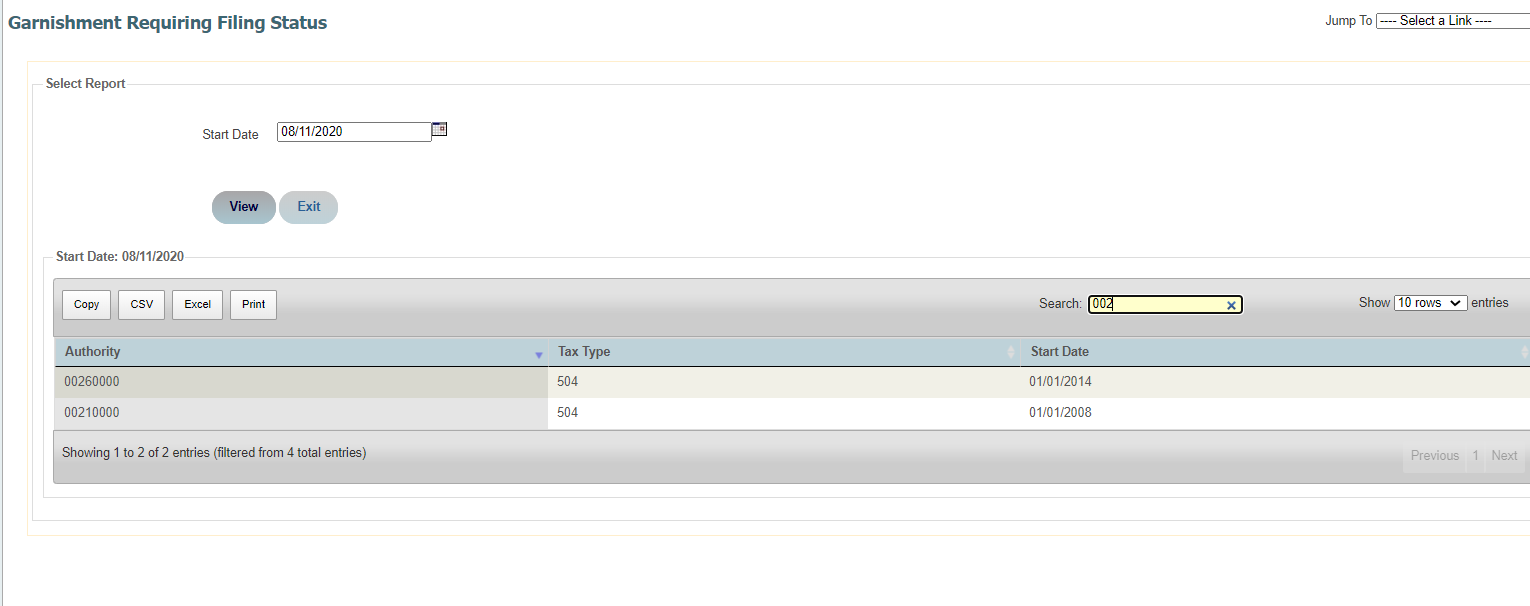 Garnishment Requiring Filing Status
Jump To ---- Select a Link ----
Select Report
Start Date 08/11/2020
View Exit
Start Date: 08/11/2020
Copy CSV Excel Print Search: 002 Show 10 rows entries
Authority Tax Type Start Date
00260000 504 01/01/2014
00210000 504 01/01/2008
Showing 1 to 2 of 2 entries (filtered from 4 total entries)
Previous 1 Next